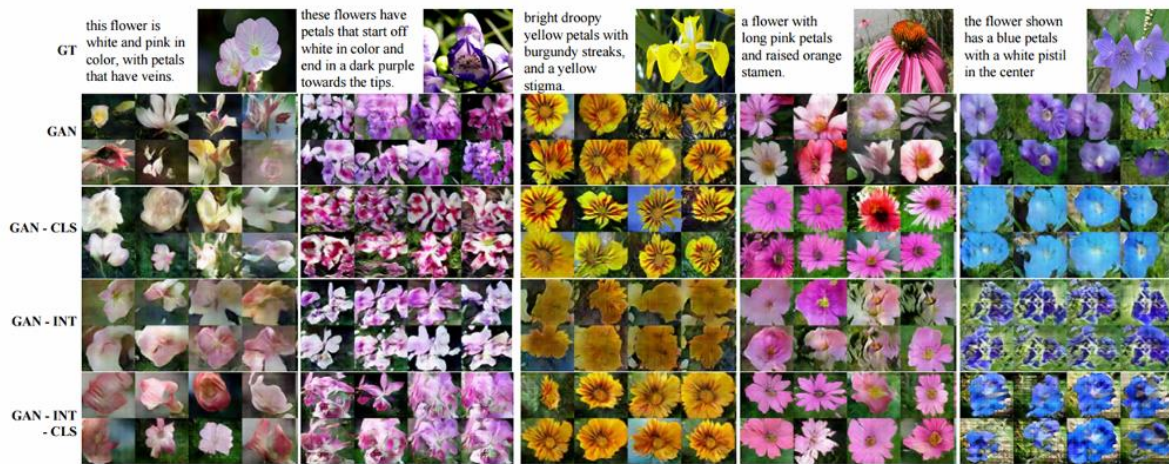 GT
this flower is
white and pink in
color, with petals
that have veins.
these flowers have
petals that start off
white in color and
end in a dark purple
towards the tips.
bright droopy
yellow petals with
burgundy streaks,
and a yellow
stigma.
a flower with
long pink petals
and raised orange
stamen.
the flower shown
has a blue petals
with a white pistil
in the center
GAN
GAN - CLS
GAN - INT
GAN - INT
- CLS